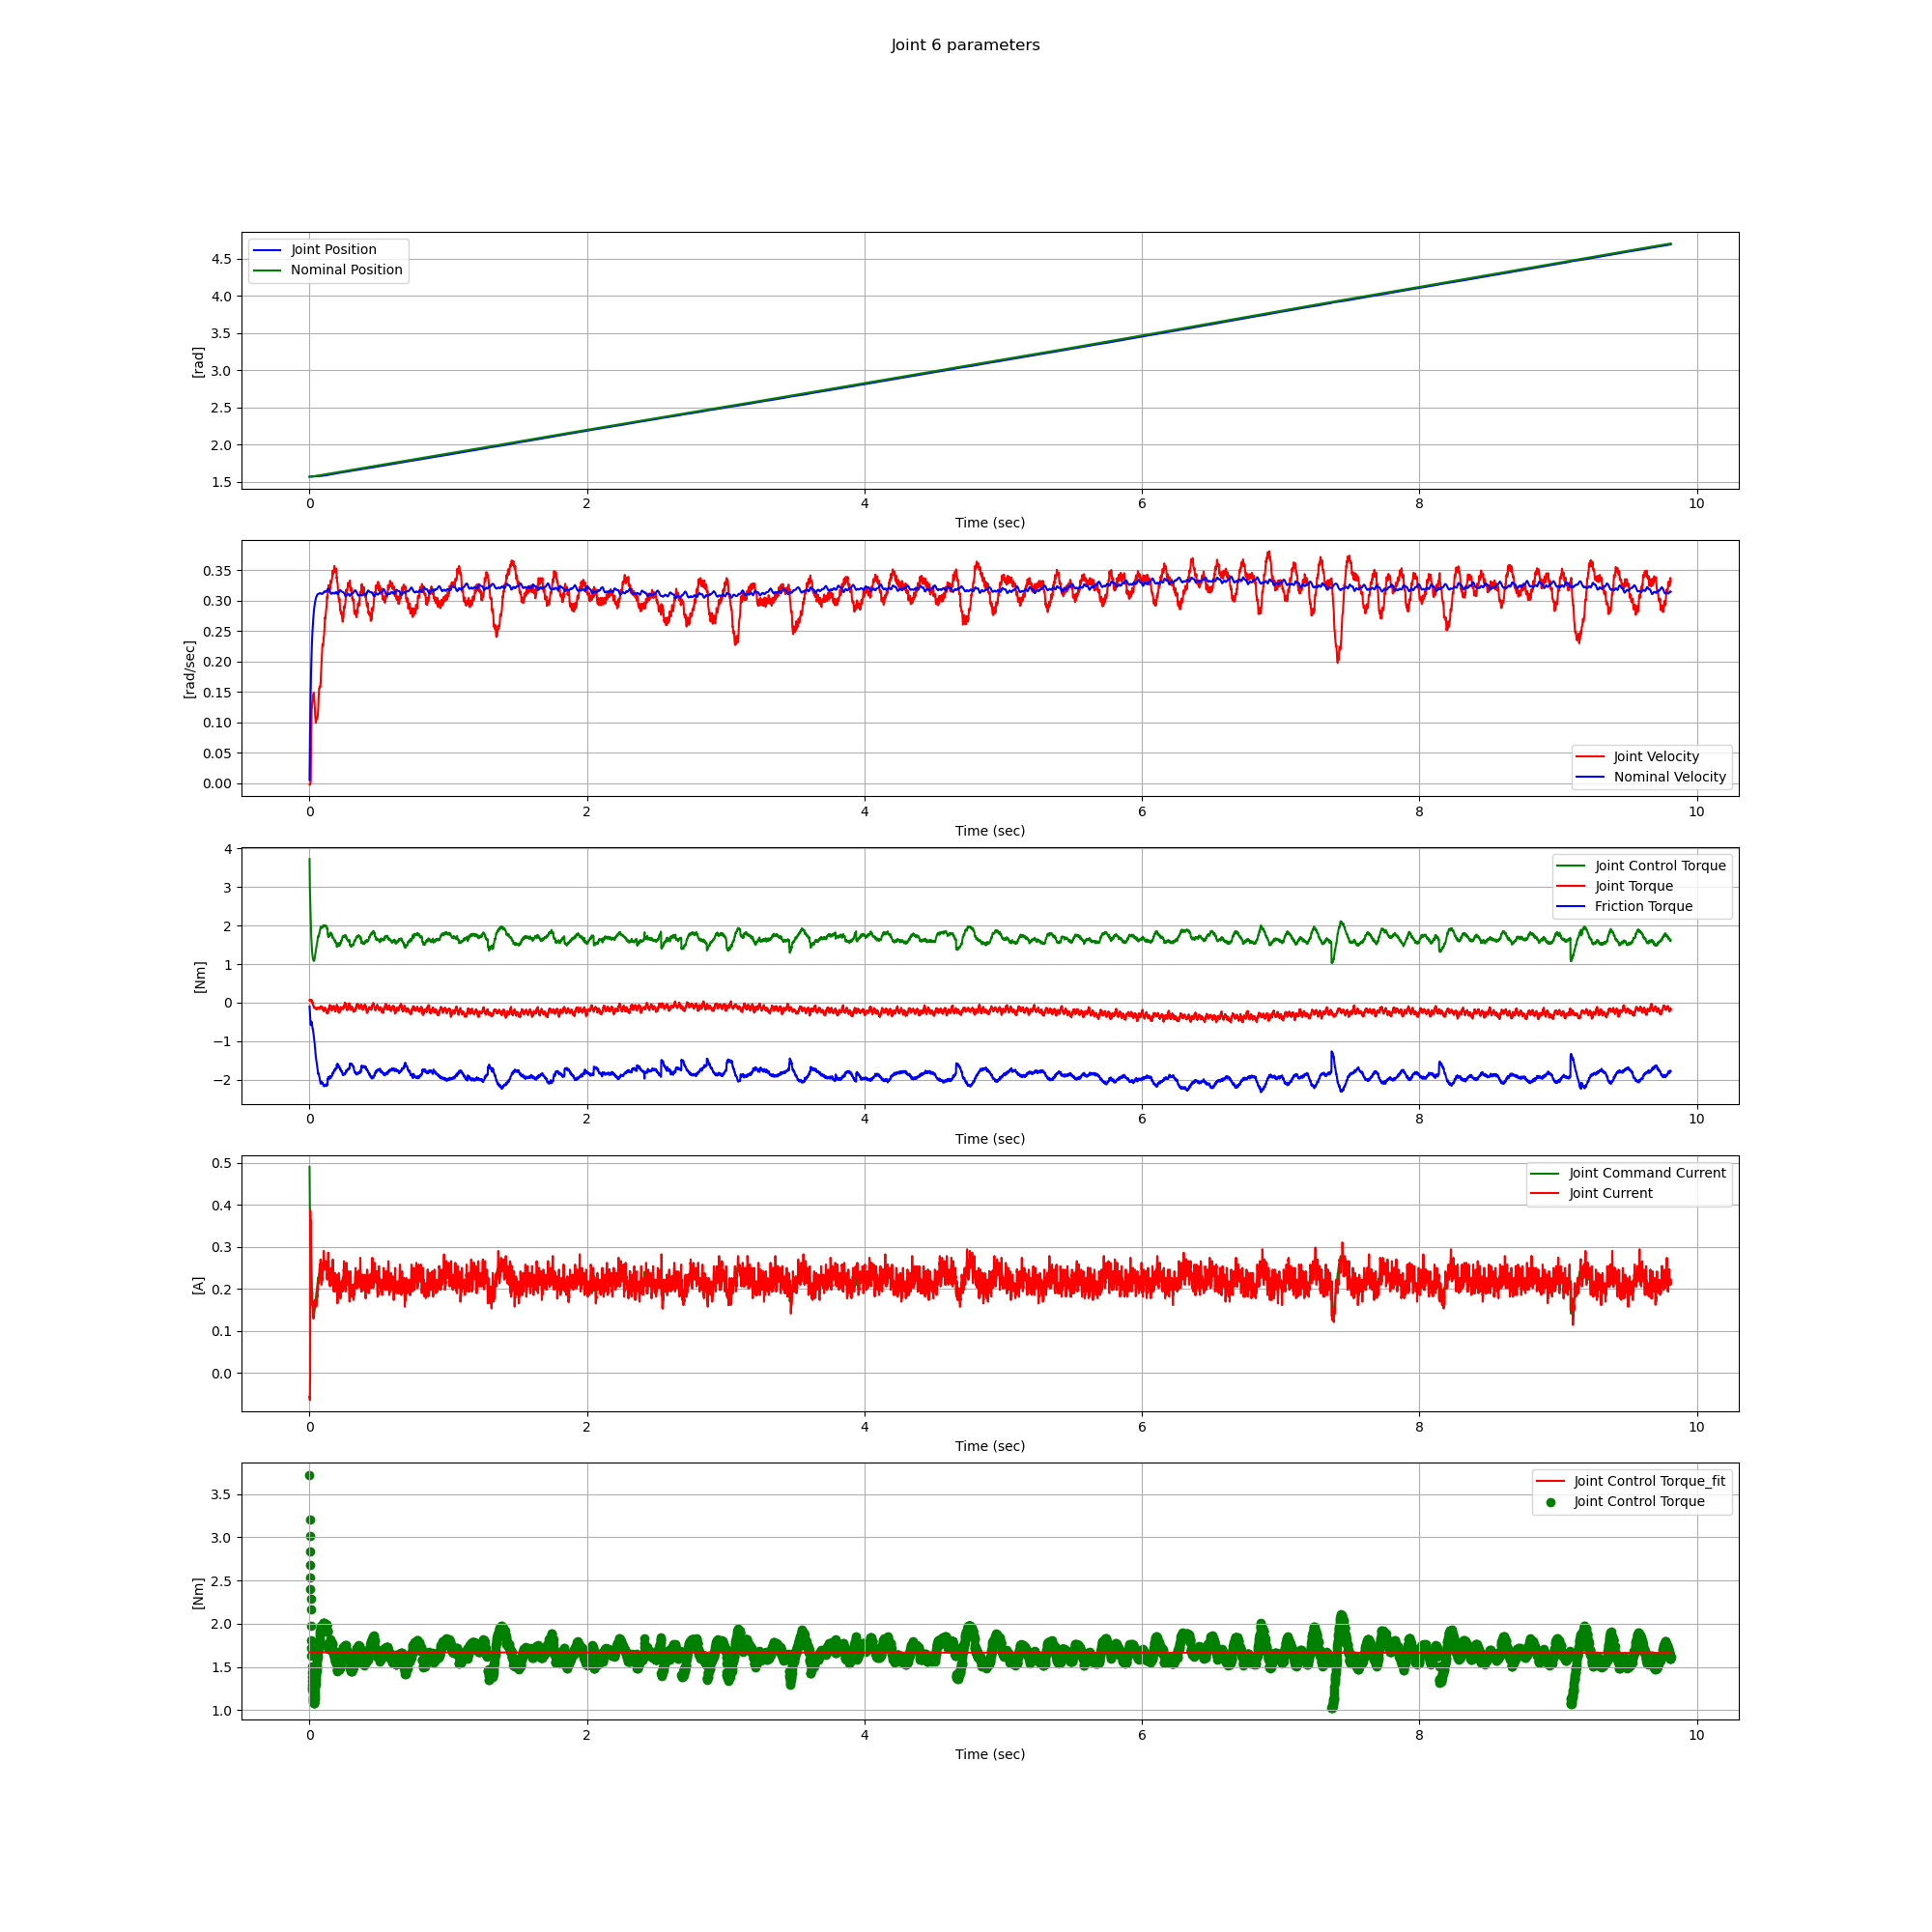 Joint 6 parameters
Joint Position
Nominal Position
4.5
4.0
3.5
3.0
2.5
2.0
1.5
[rad]
0 2 4 6 8 10
Time (sec)
0.35
0.30
0.25
0.20
0.15
0.10
0.05
0.00
[rad/sec]
Joint Velocity
Nominal Velocity
0 2 4 6 8 10
Time (sec)
4
3
2
1
0
−1
−2
[Nm]
Joint Control Torque
Joint Torque
Friction Torque
0 2 4 6 8 10
Time (sec)
0.5
0.4
0.3
0.2
0.1
0.0
[A]
Joint Command Current
Joint Current
0 2 4 6 8 10
Time (sec)
3.5
3.0
2.5
2.0
1.5
1.0
[Nm]
Joint Control Torque_fit
Joint Control Torque
0 2 4 6 8 10
Time (sec)